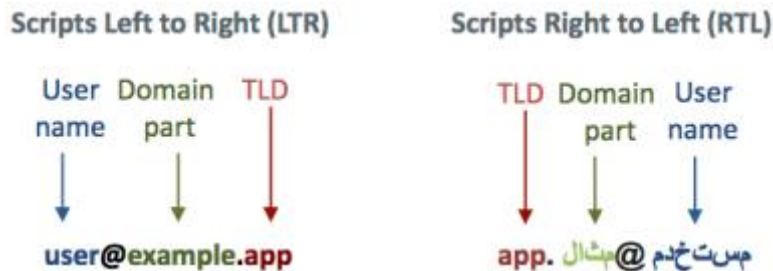 Scripts Left to Right (LTR)
User name
Domain part
TLD
user@example.app
Scripts Right to Left (RTL)
TLD
Domain part
User name
مستخدم@مثال.app